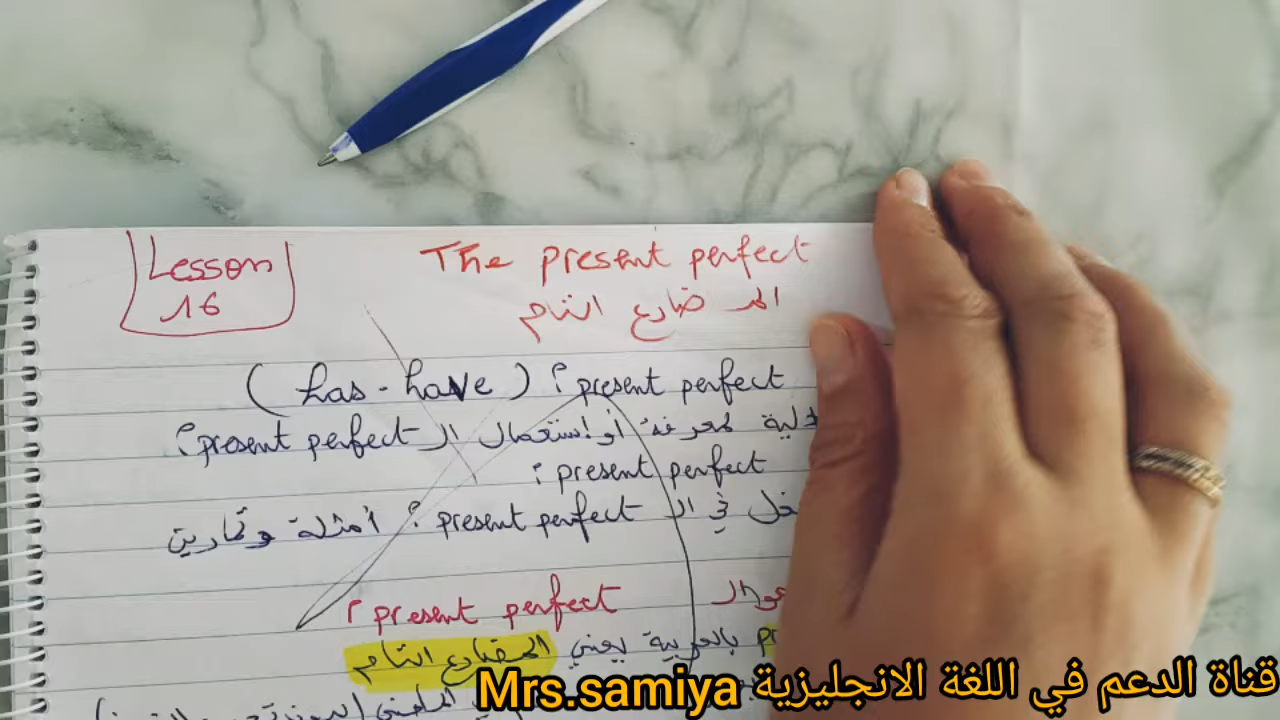 Lesson
16
The present perfect
المضارع التام
present perfect؟ (has - have)
لمعرفة أو إستعمال الـ present perfect؟
present perfect؟
في الـ present perfect؟ أمثلة وتمارين
present perfect؟
بالعربية يعني المضارع التام
قناة الدعم في اللغة الانجليزية Mrs.samiya